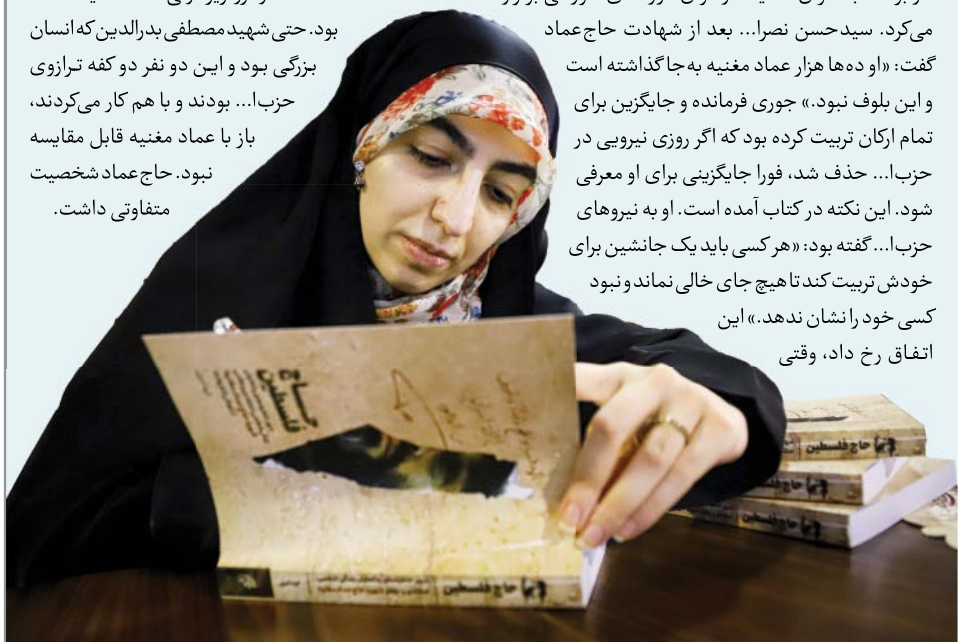 می‌کرد. سیدحسن نصرا... بعد از شهادت حاج‌عماد
گفت: «او ده‌ها هزار عماد مغنیه به‌جا گذاشته است
و این بلوف نبود.» جوری فرمانده و جایگزین برای
تمام ارکان تربیت کرده بود که اگر روزی نیرویی در
حزب‌ا... حذف شد، فورا جایگزینی برای او معرفی
شود. این نکته در کتاب آمده است. او به نیروهای
حزب‌ا... گفته بود: «هر کسی باید یک جانشین برای
خودش تربیت کند تا هیچ جای خالی نماند و نبود
کسی خود را نشان ندهد.» این
اتفاق رخ داد، وقتی
بود. حتی شهید مصطفی بدرالدین که انسان
بزرگی بود و این دو نفر دو کفه ترازوی
حزب‌ا... بودند و با هم کار می‌کردند،
باز با عماد مغنیه قابل مقایسه
نبود. حاج عماد شخصیت
متفاوتی داشت.
حاج
فلسطین
حاج فلسطین
حاج فلسطین
حاج فلسطین
حاج فلسطین